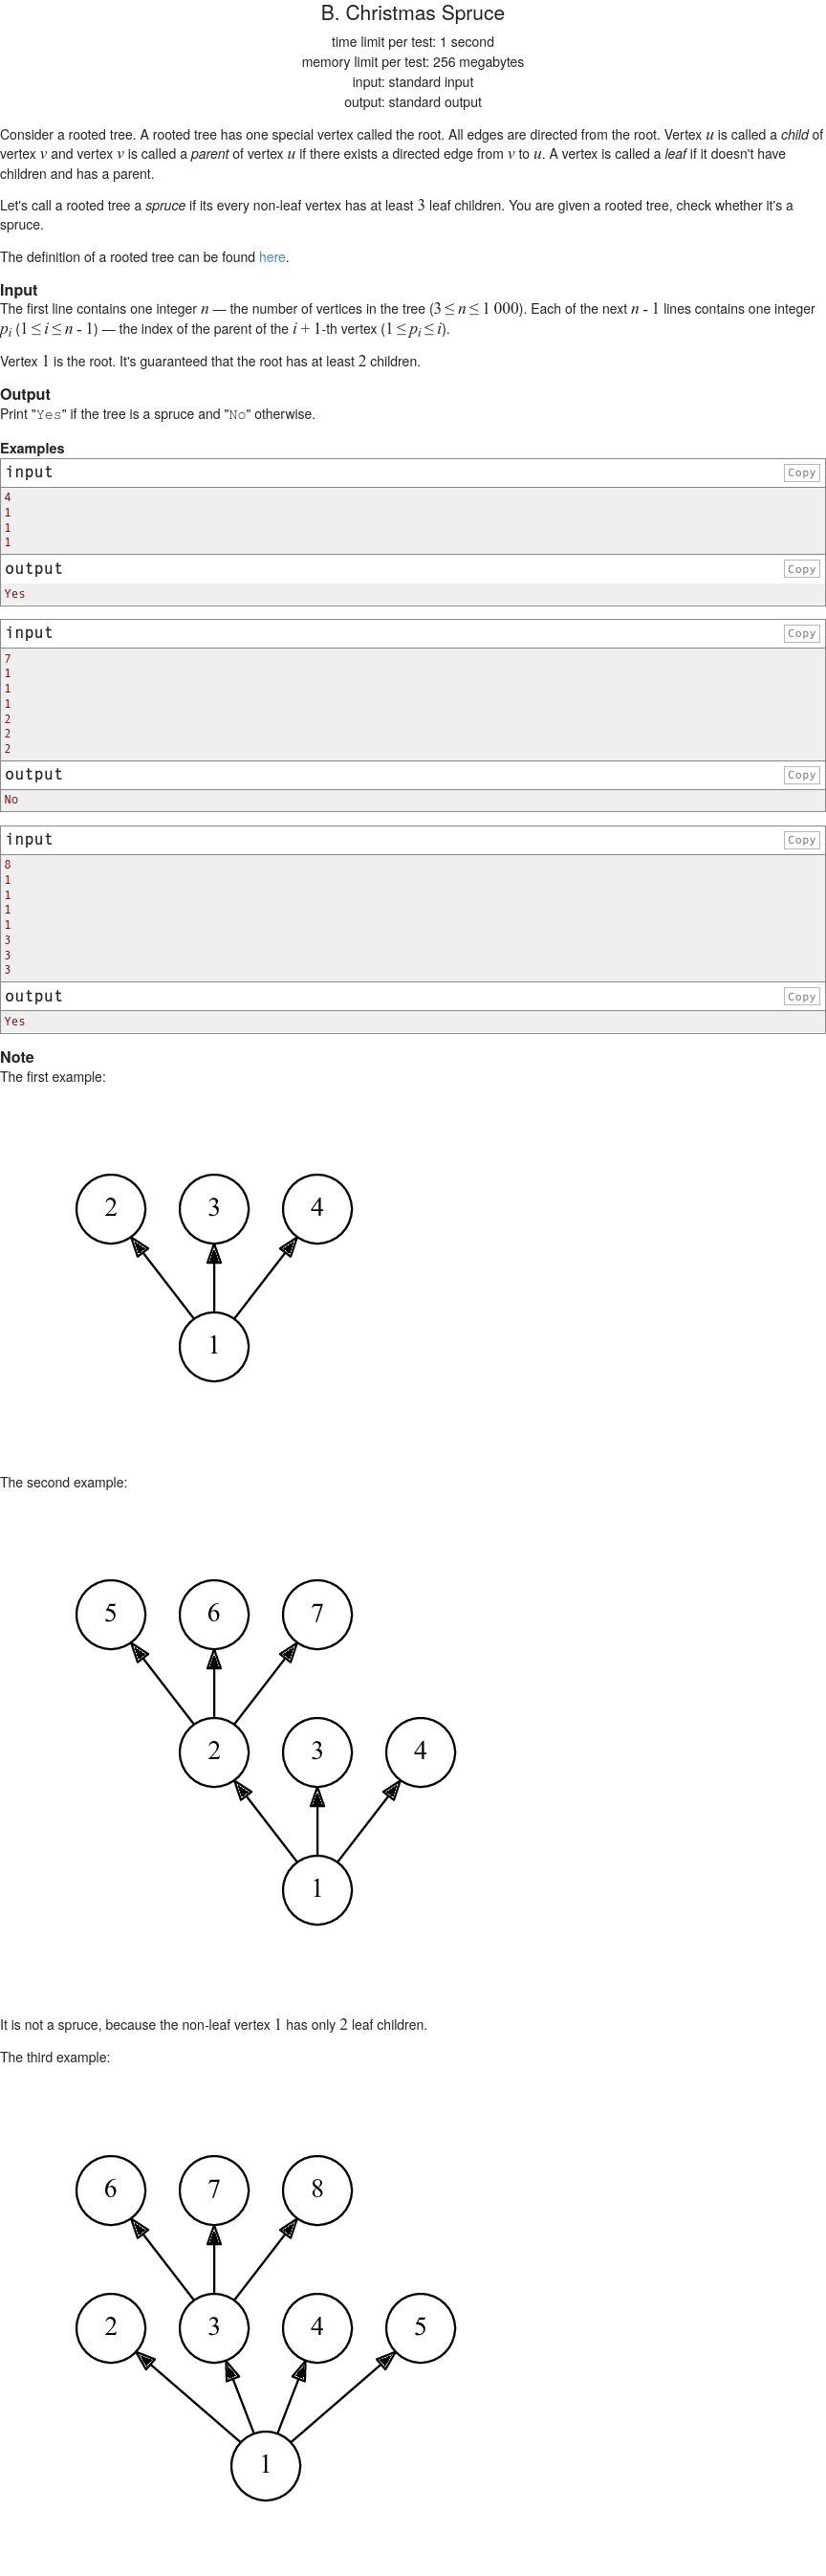 B. Christmas Spruce
time limit per test: 1 second
memory limit per test: 256 megabytes
input: standard input
output: standard output
Consider a rooted tree. A rooted tree has one special vertex called the root. All edges are directed from the root. Vertex u is called a child of
vertex v and vertex v is called a parent of vertex u if there exists a directed edge from v to u. A vertex is called a leaf if it doesn't have
children and has a parent.
Let's call a rooted tree a spruce if its every non-leaf vertex has at least 3 leaf children. You are given a rooted tree, check whether it's a
spruce.
The definition of a rooted tree can be found here.
Input
The first line contains one integer n — the number of vertices in the tree (3 ≤ n ≤ 1 000). Each of the next n - 1 lines contains one integer
pi (1 ≤ i ≤ n - 1) — the index of the parent of the i + 1-th vertex (1 ≤ pi ≤ i).
Vertex 1 is the root. It's guaranteed that the root has at least 2 children.
Output
Print "Yes" if the tree is a spruce and "No" otherwise.
Examples
input Copy
4
1
1
1
output Copy
Yes
input Copy
7
1
1
1
2
2
2
output Copy
No
input Copy
8
1
1
1
1
3
3
3
output Copy
Yes
Note
The first example:
2 3 4
1
The second example:
5 6 7
2 3 4
1
It is not a spruce, because the non-leaf vertex 1 has only 2 leaf children.
The third example:
6 7 8
2 3 4 5
1